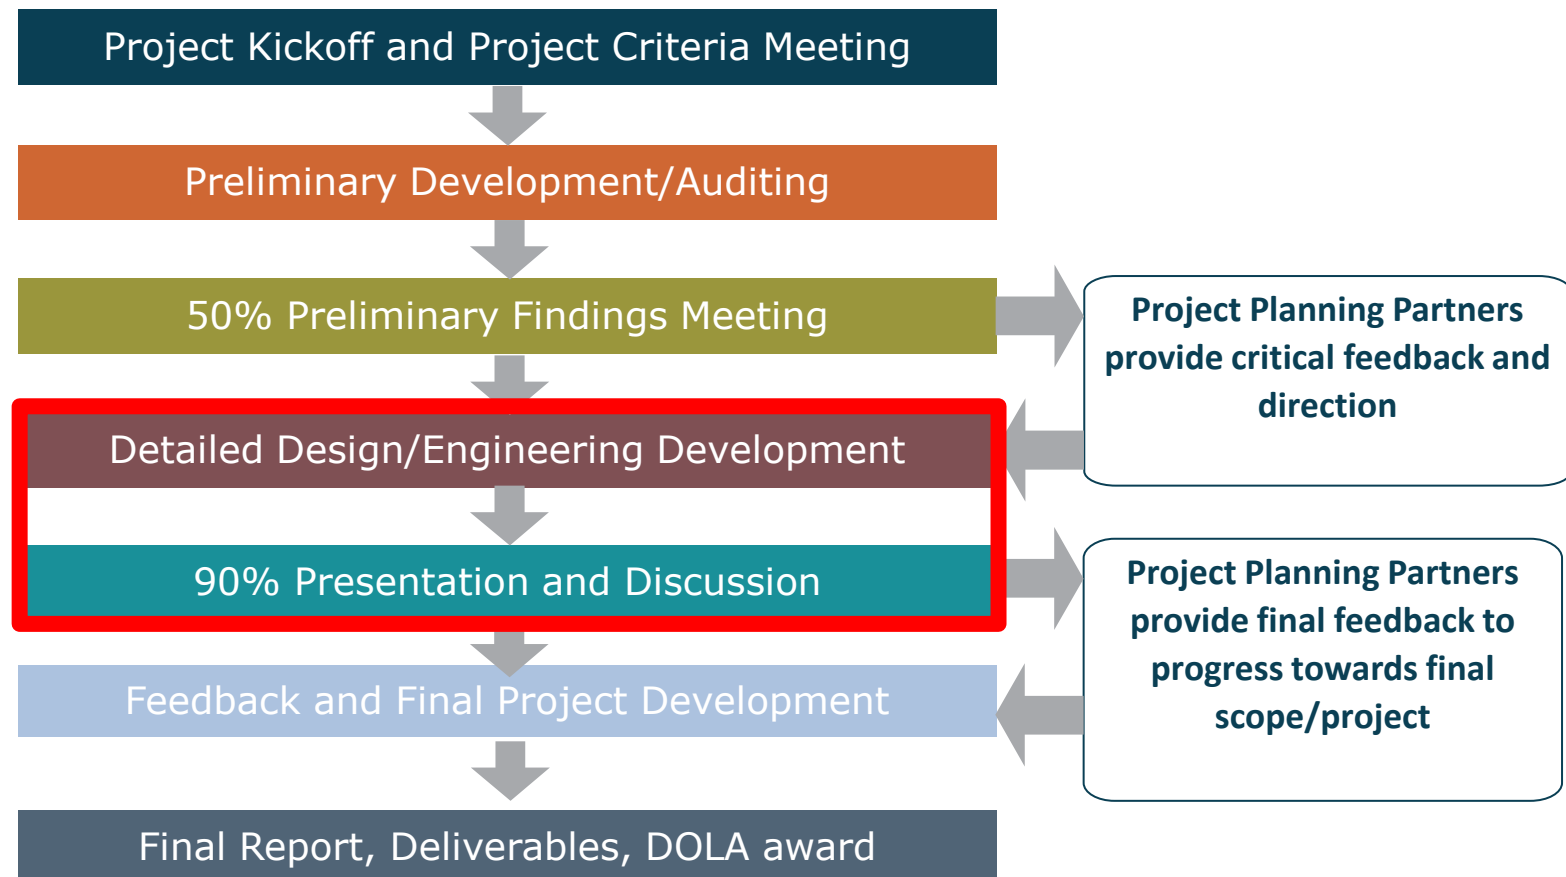 Project Kickoff and Project Criteria Meeting
Preliminary Development/Auditing
50% Preliminary Findings Meeting
Project Planning Partners
provide critical feedback and
direction
Detailed Design/Engineering Development
90% Presentation and Discussion
Project Planning Partners
provide final feedback to
progress towards final
scope/project
Feedback and Final Project Development
Final Report, Deliverables, DOLA award